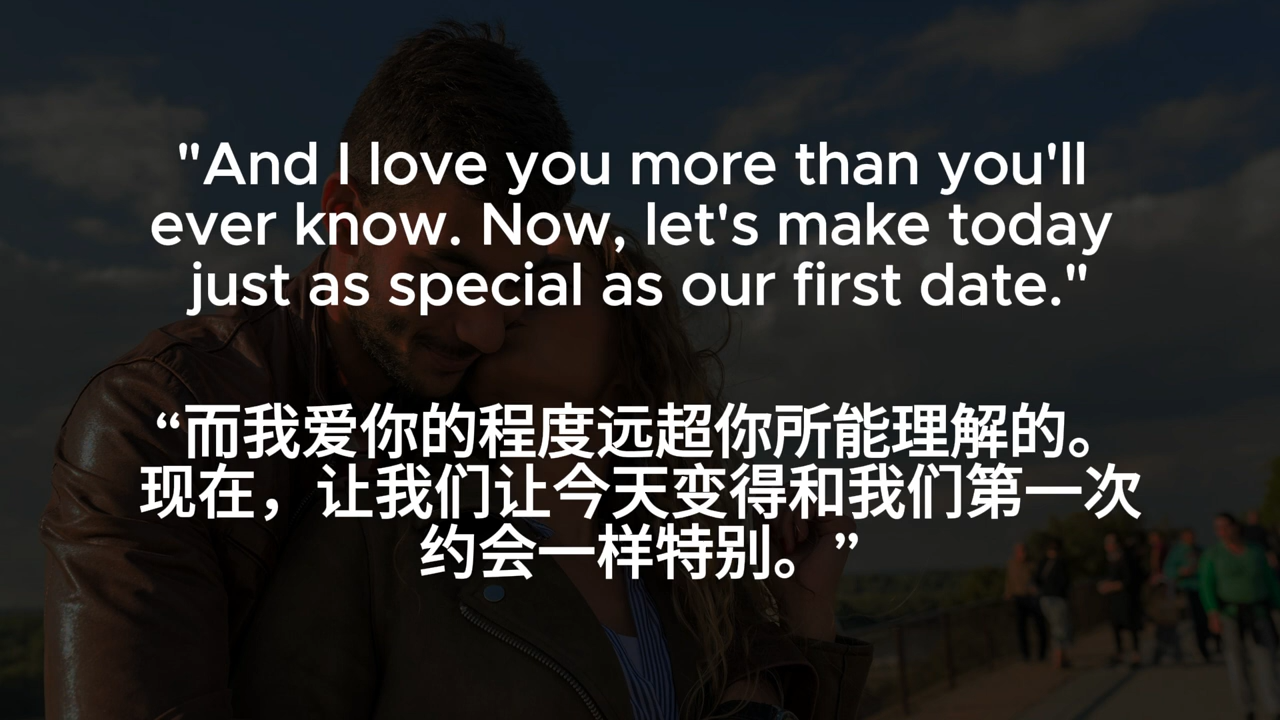 "And I love you more than you'll
ever know. Now, let's make today
just as special as our first date."
“而我爱你的程度远超你所能理解的。
现在，让我们让今天变得和我们第一次
约会一样特别。”